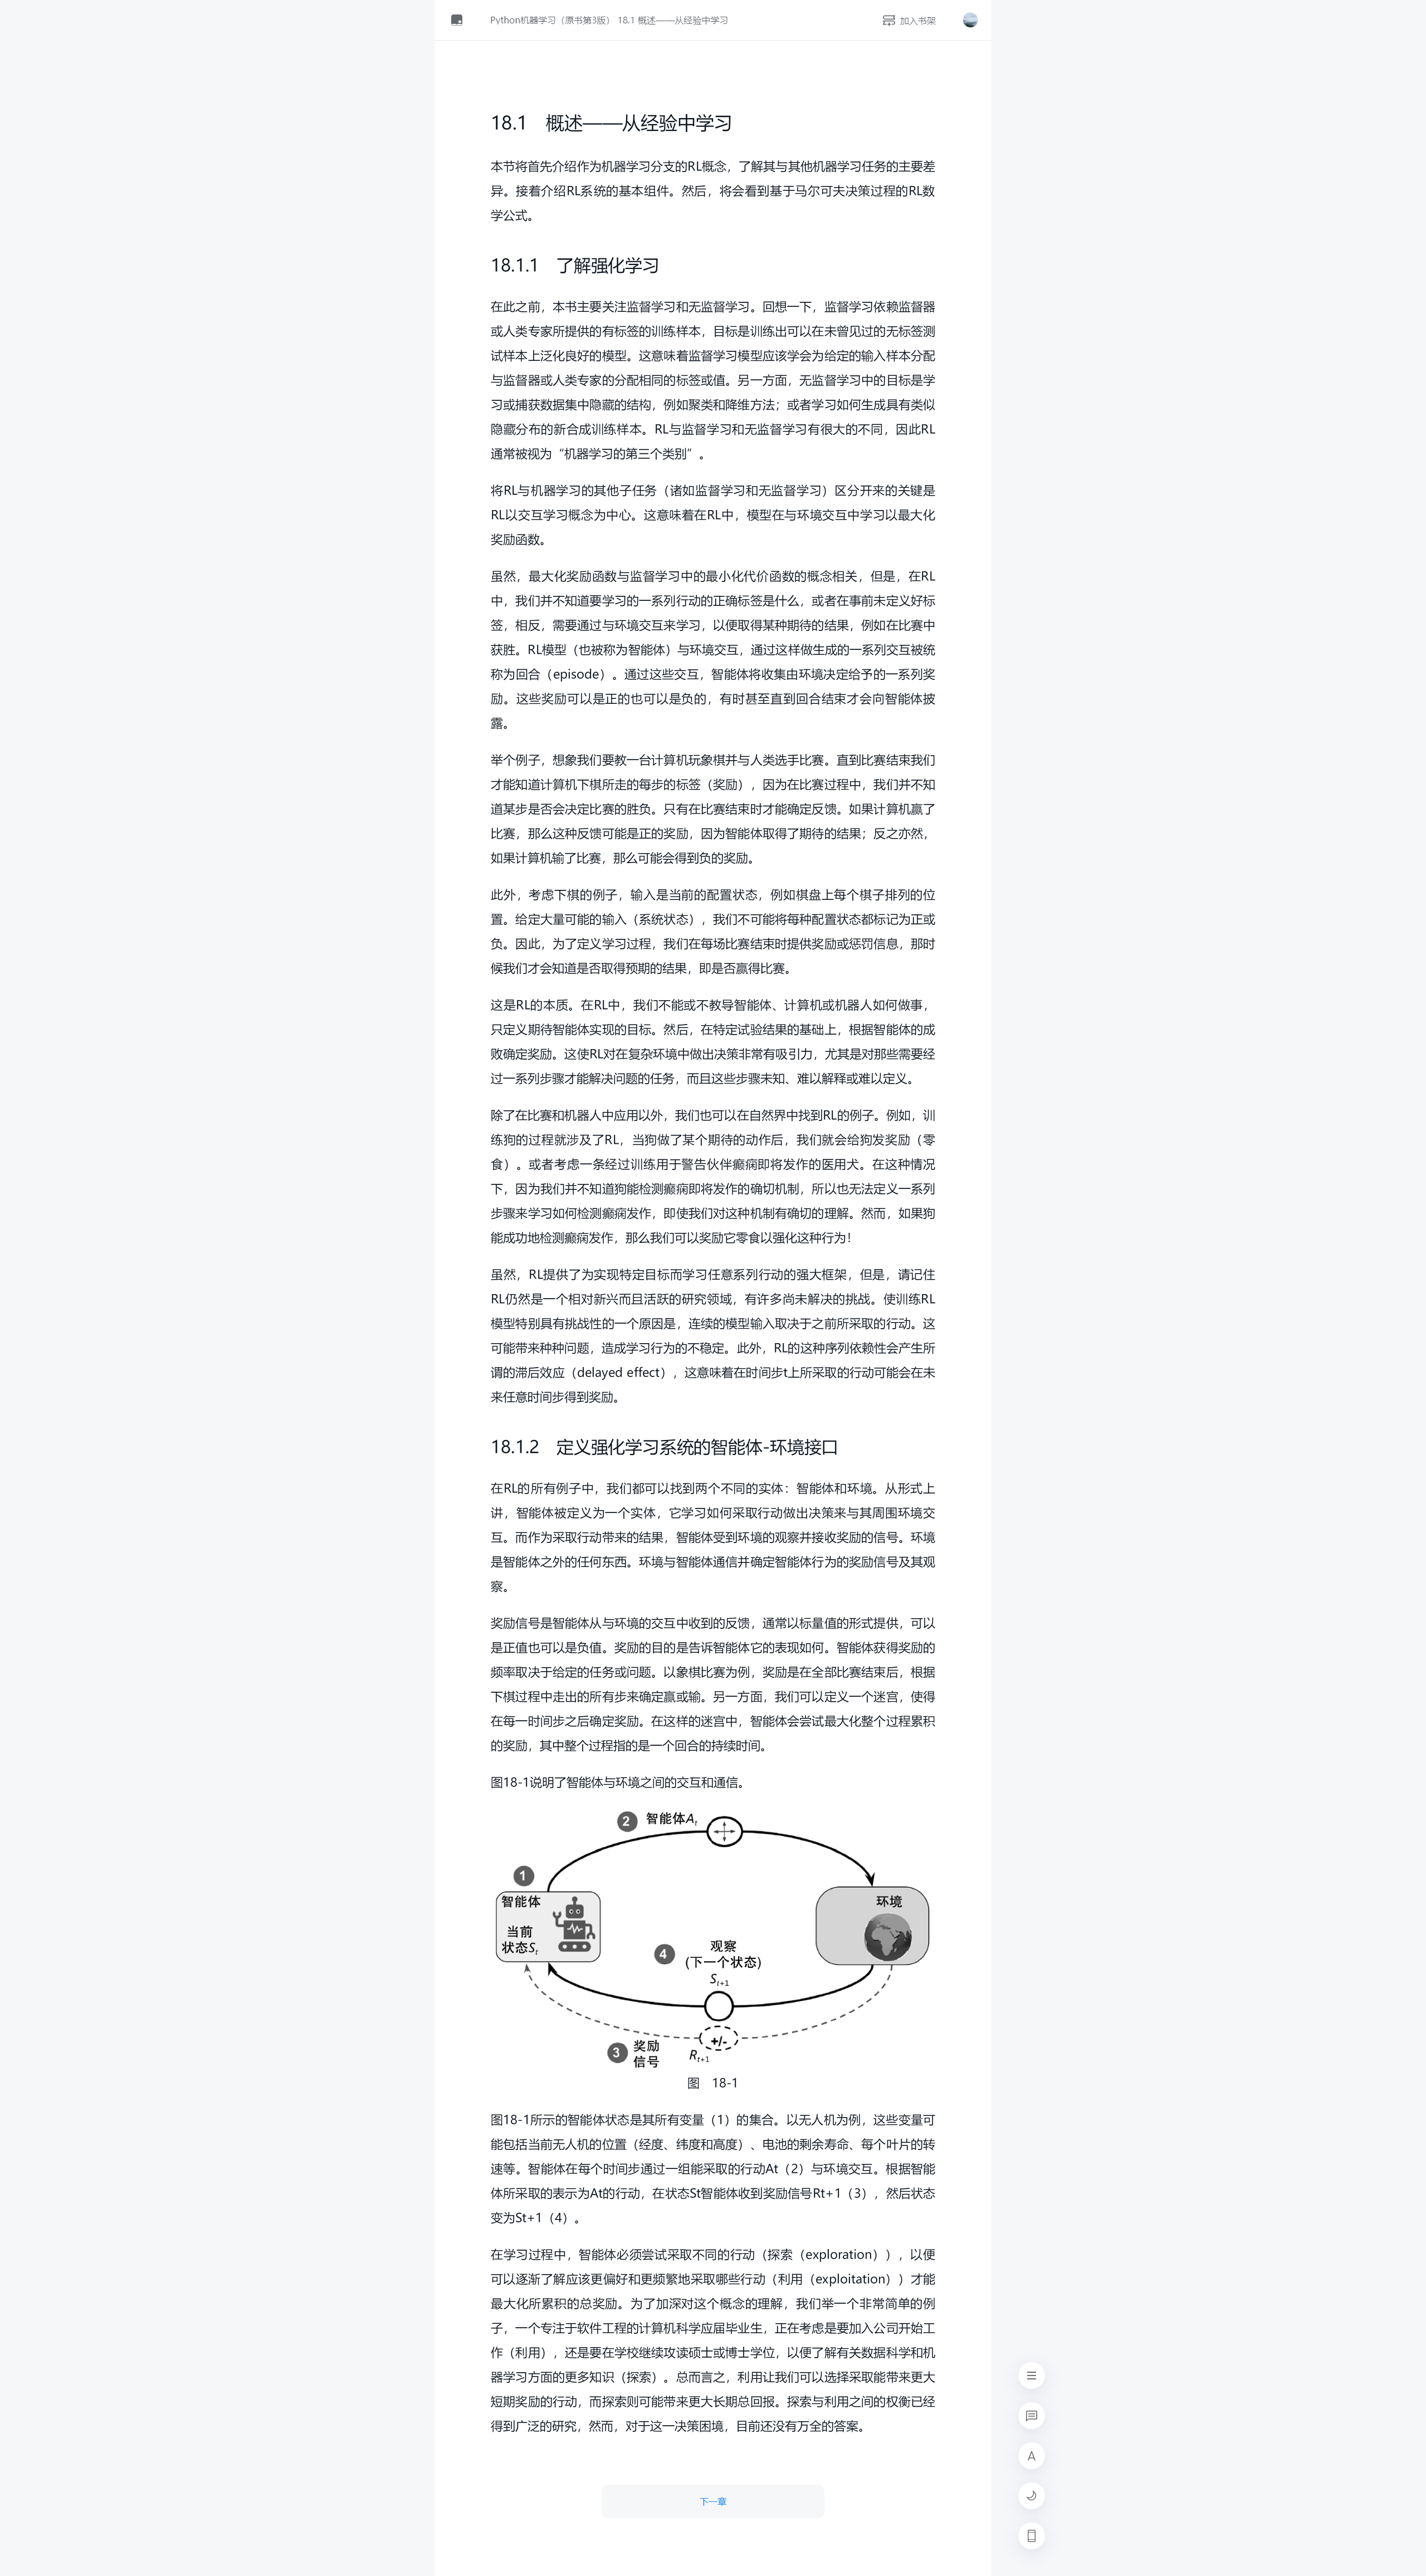 Python机器学习（原书第3版） 18.1 概述——从经验中学习
加入书架
18.1 概述——从经验中学习
本节将首先介绍作为机器学习分支的RL概念，了解其与其他机器学习任务的主要差
异。接着介绍RL系统的基本组件。然后，将会看到基于马尔可夫决策过程的RL数
学公式。
18.1.1 了解强化学习
在此之前，本书主要关注监督学习和无监督学习。回想一下，监督学习依赖监督器
或人类专家所提供的有标签的训练样本，目标是训练出可以在未曾见过的无标签测
试样本上泛化良好的模型。这意味着监督学习模型应该学会为给定的输入样本分配
与监督器或人类专家的分配相同的标签或值。另一方面，无监督学习中的目标是学
习或捕获数据集中隐藏的结构，例如聚类和降维方法；或者学习如何生成具有类似
隐藏分布的新合成训练样本。RL与监督学习和无监督学习有很大的不同，因此RL
通常被视为“机器学习的第三个类别”。
将RL与机器学习的其他子任务（诸如监督学习和无监督学习）区分开来的关键是
RL以交互学习概念为中心。这意味着在RL中，模型在与环境交互中学习以最大化
奖励函数。
虽然，最大化奖励函数与监督学习中的最小化代价函数的概念相关，但是，在RL
中，我们并不知道要学习的一系列行动的正确标签是什么，或者在事前未定义好标
签，相反，需要通过与环境交互来学习，以便取得某种期待的结果，例如在比赛中
获胜。RL模型（也被称为智能体）与环境交互，通过这样做生成的一系列交互被统
称为回合（episode）。通过这些交互，智能体将收集由环境决定给予的一系列奖
励。这些奖励可以是正的也可以是负的，有时甚至直到回合结束才会向智能体披
露。
举个例子，想象我们要教一台计算机玩象棋并与人类选手比赛。直到比赛结束我们
才能知道计算机下棋所走的每步的标签（奖励），因为在比赛过程中，我们并不知
道某步是否会决定比赛的胜负。只有在比赛结束时才能确定反馈。如果计算机赢了
比赛，那么这种反馈可能是正的奖励，因为智能体取得了期待的结果；反之亦然，
如果计算机输了比赛，那么可能会得到负的奖励。
此外，考虑下棋的例子，输入是当前的配置状态，例如棋盘上每个棋子排列的位
置。给定大量可能的输入（系统状态），我们不可能将每种配置状态都标记为正或
负。因此，为了定义学习过程，我们在每场比赛结束时提供奖励或惩罚信息，那时
候我们才会知道是否取得预期的结果，即是否赢得比赛。
这是RL的本质。在RL中，我们不能或不教导智能体、计算机或机器人如何做事，
只定义期待智能体实现的目标。然后，在特定试验结果的基础上，根据智能体的成
败确定奖励。这使RL对在复杂环境中做出决策非常有吸引力，尤其是对那些需要经
过一系列步骤才能解决问题的任务，而且这些步骤未知、难以解释或难以定义。
除了在比赛和机器人中应用以外，我们也可以在自然界中找到RL的例子。例如，训
练狗的过程就涉及了RL，当狗做了某个期待的动作后，我们就会给狗发奖励（零
食）。或者考虑一条经过训练用于警告伙伴癫痫即将发作的医用犬。在这种情况
下，因为我们并不知道狗能检测癫痫即将发作的确切机制，所以也无法定义一系列
步骤来学习如何检测癫痫发作，即使我们对这种机制有确切的理解。然而，如果狗
能成功地检测癫痫发作，那么我们可以奖励它零食以强化这种行为！
虽然，RL提供了为实现特定目标而学习任意系列行动的强大框架，但是，请记住
RL仍然是一个相对新兴而且活跃的研究领域，有许多尚未解决的挑战。使训练RL
模型特别具有挑战性的一个原因是，连续的模型输入取决于之前所采取的行动。这
可能带来种种问题，造成学习行为的不稳定。此外，RL的这种序列依赖性会产生所
谓的滞后效应（delayed effect），这意味着在时间步t上所采取的行动可能会在未
来任意时间步得到奖励。
18.1.2 定义强化学习系统的智能体-环境接口
在RL的所有例子中，我们都可以找到两个不同的实体：智能体和环境。从形式上
讲，智能体被定义为一个实体，它学习如何采取行动做出决策来与其周围环境交
互。而作为采取行动带来的结果，智能体受到环境的观察并接收奖励的信号。环境
是智能体之外的任何东西。环境与智能体通信并确定智能体行为的奖励信号及其观
察。
奖励信号是智能体从与环境的交互中收到的反馈，通常以标量值的形式提供，可以
是正值也可以是负值。奖励的目的是告诉智能体它的表现如何。智能体获得奖励的
频率取决于给定的任务或问题。以象棋比赛为例，奖励是在全部比赛结束后，根据
下棋过程中走出的所有步来确定赢或输。另一方面，我们可以定义一个迷宫，使得
在每一时间步之后确定奖励。在这样的迷宫中，智能体会尝试最大化整个过程累积
的奖励，其中整个过程指的是一个回合的持续时间。
图18-1说明了智能体与环境之间的交互和通信。
2 智能体At
1
智能体
当前
状态St
环境
4 观察
(下一个状态)
St+1
+/-
3 奖励
信号
Rt+1
图 18-1
图18-1所示的智能体状态是其所有变量（1）的集合。以无人机为例，这些变量可
能包括当前无人机的位置（经度、纬度和高度）、电池的剩余寿命、每个叶片的转
速等。智能体在每个时间步通过一组能采取的行动At（2）与环境交互。根据智能
体所采取的表示为At的行动，在状态St智能体收到奖励信号Rt+1（3），然后状态
变为St+1（4）。
在学习过程中，智能体必须尝试采取不同的行动（探索（exploration）），以便
可以逐渐了解应该更偏好和更频繁地采取哪些行动（利用（exploitation））才能
最大化所累积的总奖励。为了加深对这个概念的理解，我们举一个非常简单的例
子，一个专注于软件工程的计算机科学应届毕业生，正在考虑是要加入公司开始工
作（利用），还是要在学校继续攻读硕士或博士学位，以便了解有关数据科学和机
器学习方面的更多知识（探索）。总而言之，利用让我们可以选择采取能带来更大
短期奖励的行动，而探索则可能带来更大长期总回报。探索与利用之间的权衡已经
得到广泛的研究，然而，对于这一决策困境，目前还没有万全的答案。
下一章